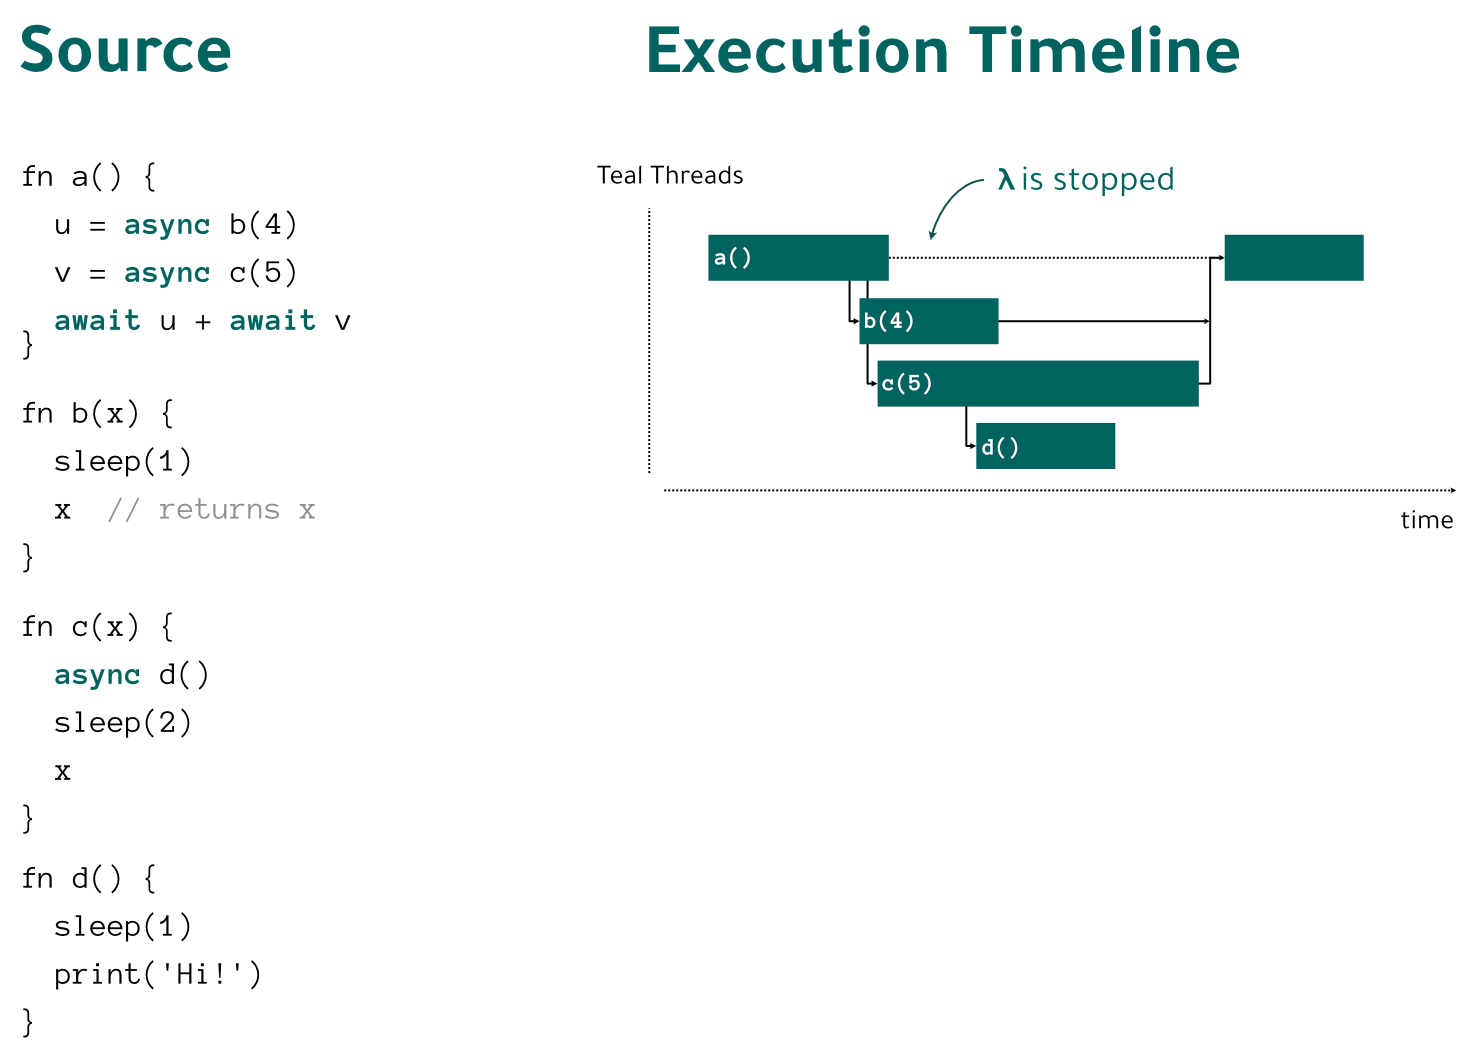 Source
fn a() {
  u = async b(4)
  v = async c(5)
  await u + await v
}
fn b(x) {
  sleep(1)
  x  // returns x
}
fn c(x) {
  async d()
  sleep(2)
  x
}
fn d() {
  sleep(1)
  print('Hi!')
}
Execution Timeline
Teal Threads
λ is stopped
a()
b(4)
c(5)
d()
time